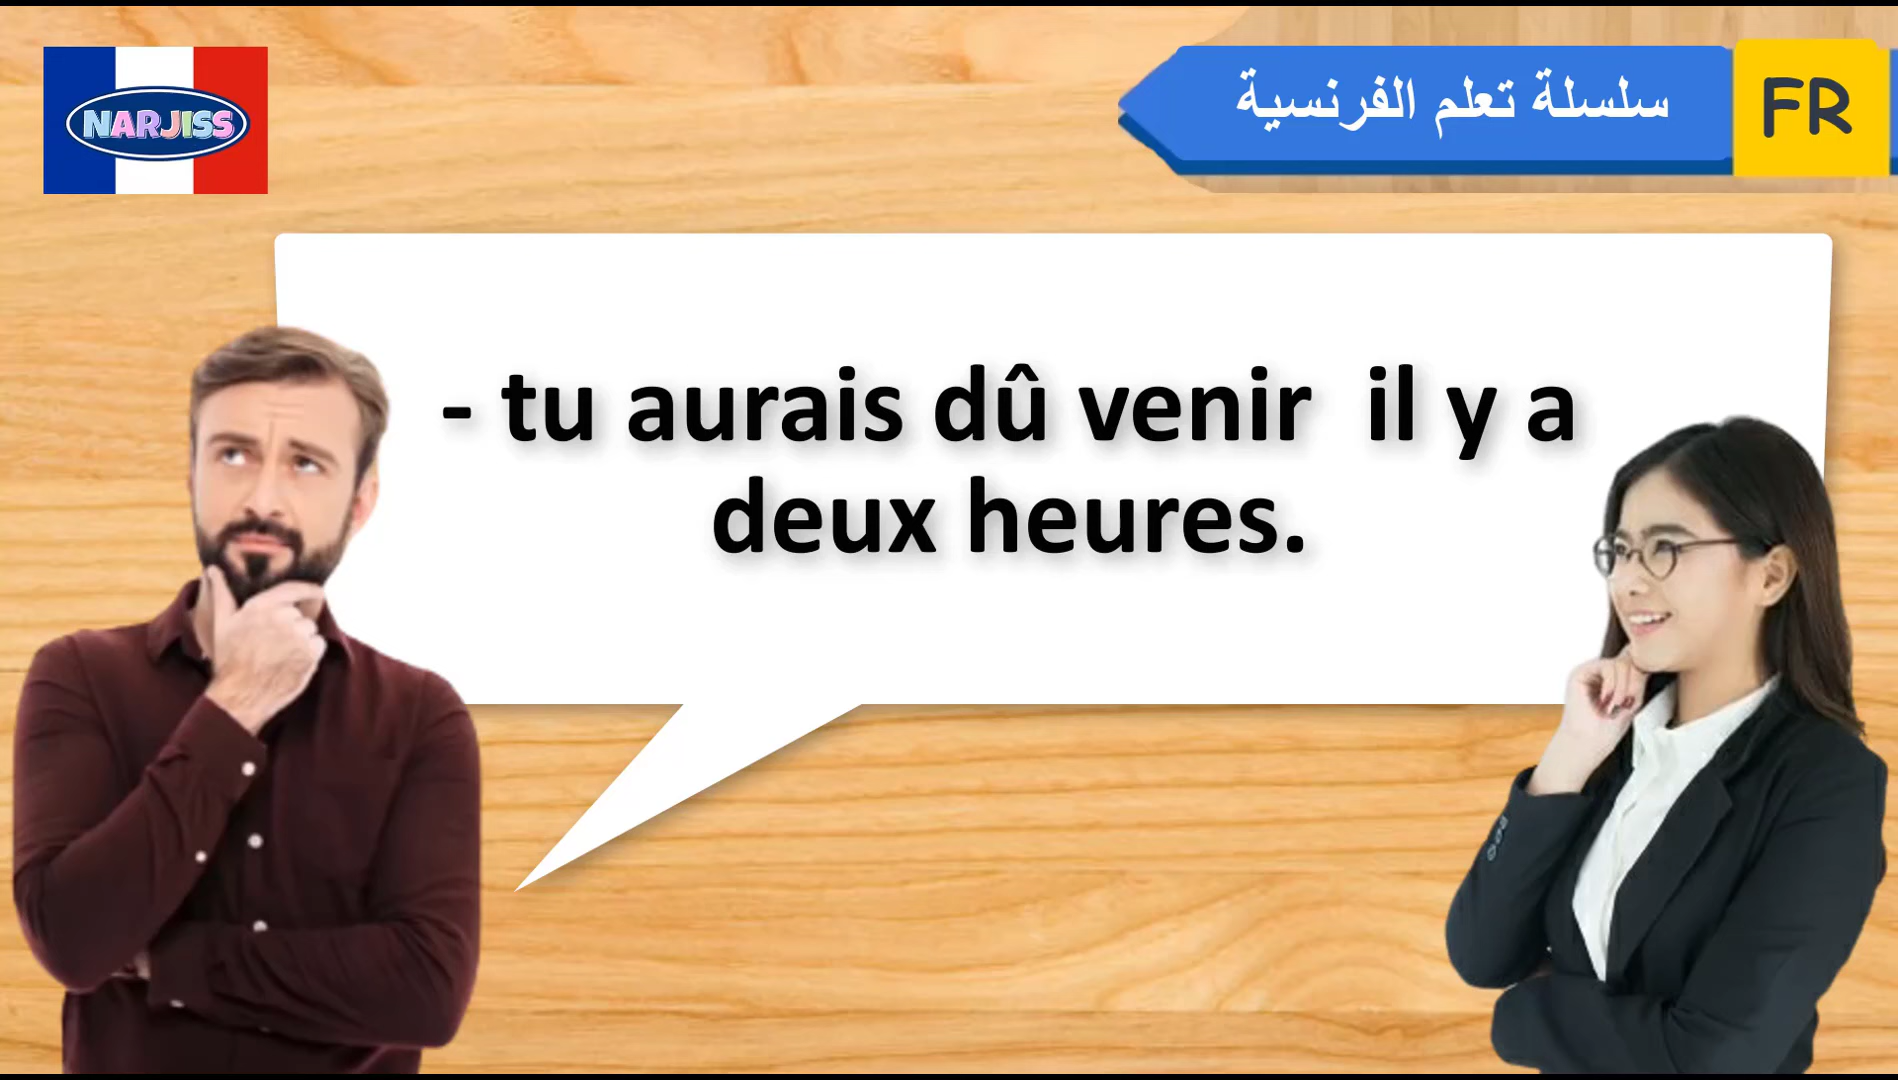 NARJISS
سلسلة تعلم الفرنسية
FR
- tu aurais dû venir  il y a
deux heures.